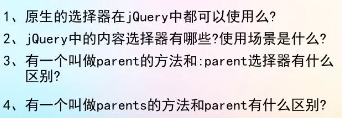 1、原生的选择器在jQuery中都可以使用么?
2、jQuery中的内容选择器有哪些?使用场景是什么?
3、有一个叫做parent的方法和:parent选择器有什么
区别?
4、有一个叫做parents的方法和parent有什么区别?